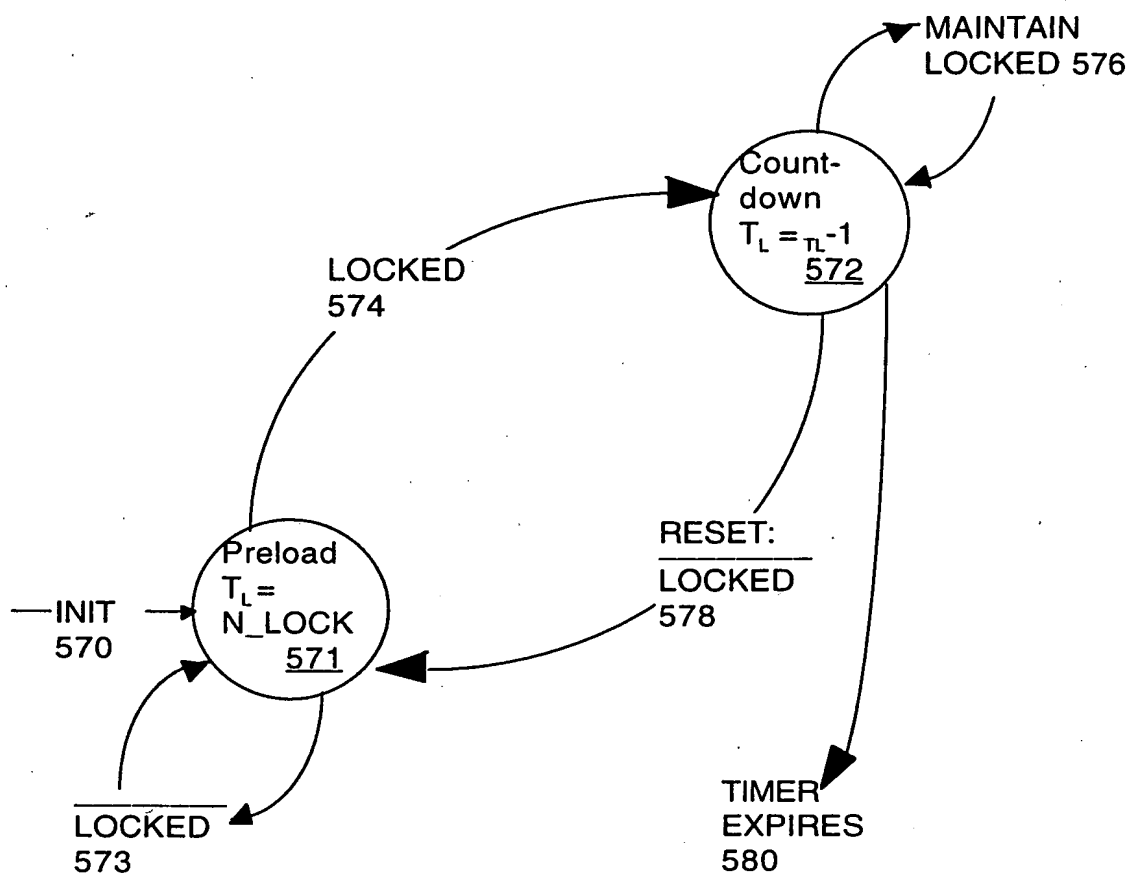 MAINTAIN
LOCKED 576
Count-
down
T_L = TL-1
572
LOCKED
574
RESET:
LOCKED
578
Preload
T_L =
N_LOCK
571
INIT
570
LOCKED
573
TIMER
EXPIRES
580